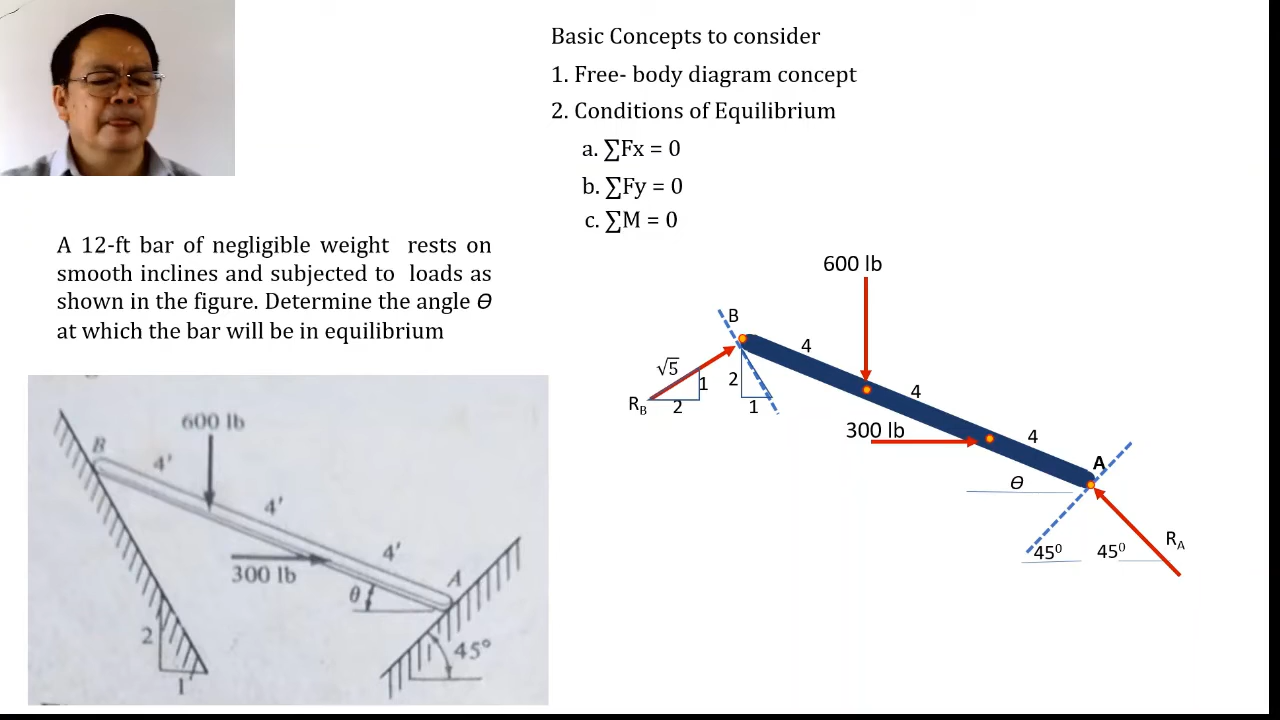 Basic Concepts to consider
1. Free- body diagram concept
2. Conditions of Equilibrium
a. ∑Fx = 0
b. ∑Fy = 0
c. ∑M = 0
A 12-ft bar of negligible weight rests on
smooth inclines and subjected to loads as
shown in the figure. Determine the angle ϴ
at which the bar will be in equilibrium
600 lb
B
4
√5
1
2
R_B
2
1
4
300 lb
4
A
ϴ
45⁰
45⁰
R_A
600 lb
B
4'
4'
4'
300 lb
θ
A
2
1
45°